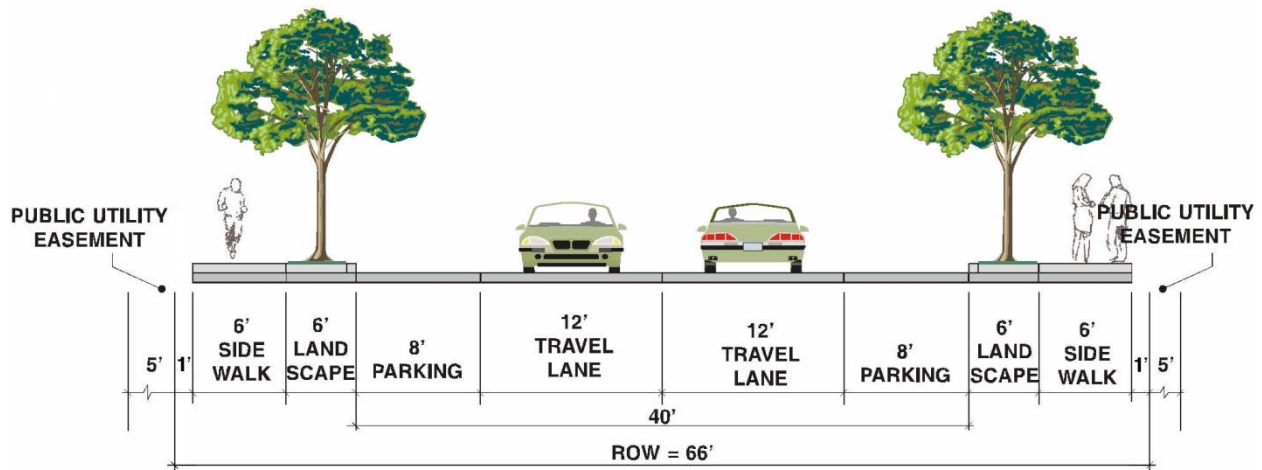 PUBLIC UTILITY
EASEMENT
PUBLIC UTILITY
EASEMENT
5'
1'
6'
SIDE
WALK
6'
LAND
SCAPE
8'
PARKING
12'
TRAVEL
LANE
12'
TRAVEL
LANE
8'
PARKING
6'
LAND
SCAPE
6'
SIDE
WALK
1'
5'
40'
ROW = 66'